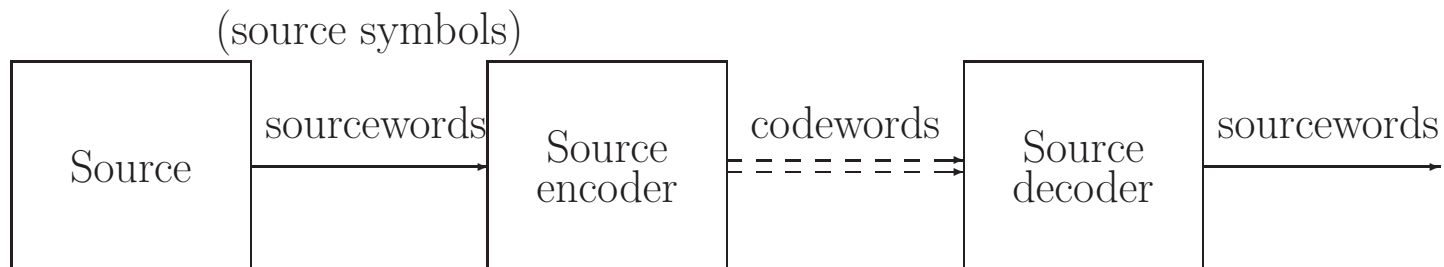 (source symbols)
Source
sourcewords
Source
encoder
codewords
Source
decoder
sourcewords